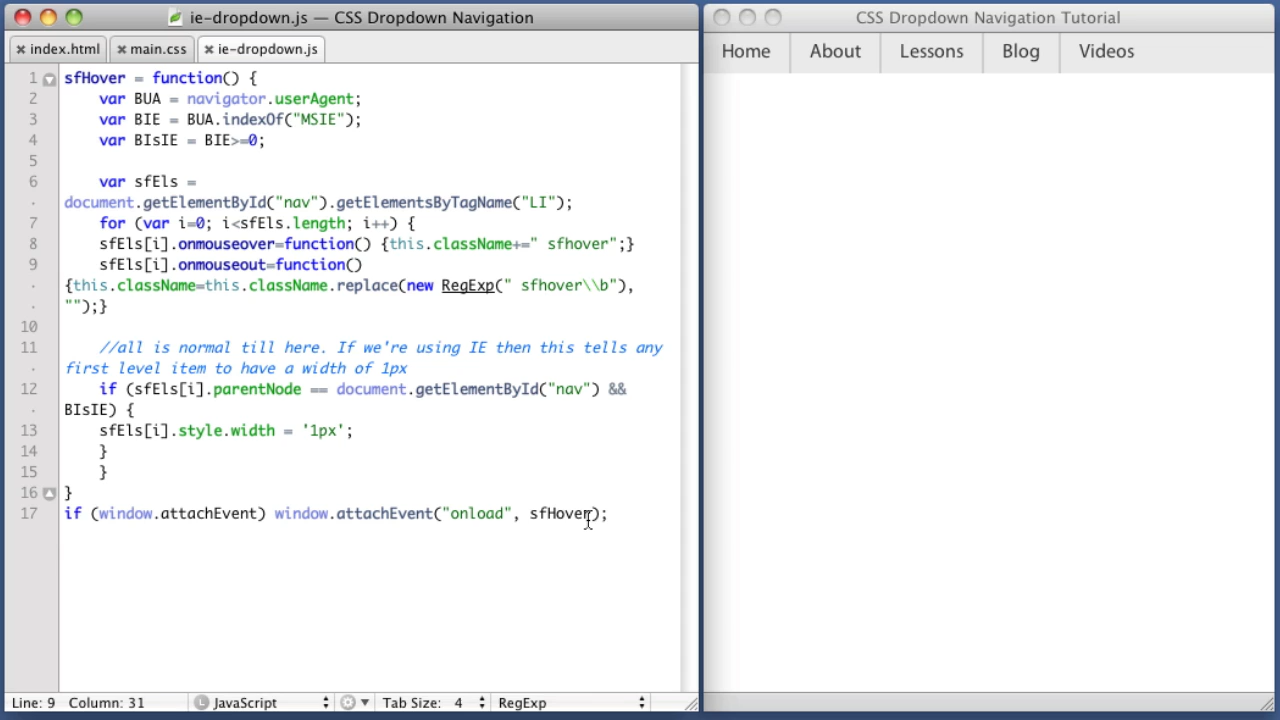 ie-dropdown.js — CSS Dropdown Navigation
index.html main.css ie-dropdown.js
1 sfHover = function() {
2 var BUA = navigator.userAgent;
3 var BIE = BUA.indexOf("MSIE");
4 var BIsIE = BIE>=0;
5
6 var sfEls =
document.getElementById("nav").getElementsByTagName("LI");
7 for (var i=0; i<sfEls.length; i++) {
8 sfEls[i].onmouseover=function() {this.className+=" sfhover";}
9 sfEls[i].onmouseout=function()
{this.className=this.className.replace(new RegExp(" sfhover\\b"),
"");}
10
11 //all is normal till here. If we're using IE then this tells any
first level item to have a width of 1px
12 if (sfEls[i].parentNode == document.getElementById("nav") &&
BIsIE) {
13 sfEls[i].style.width = '1px';
14 }
15 }
16 }
17 if (window.attachEvent) window.attachEvent("onload", sfHover);
Line: 9 Column: 31 JavaScript Tab Size: 4 RegExp
CSS Dropdown Navigation Tutorial
Home About Lessons Blog Videos